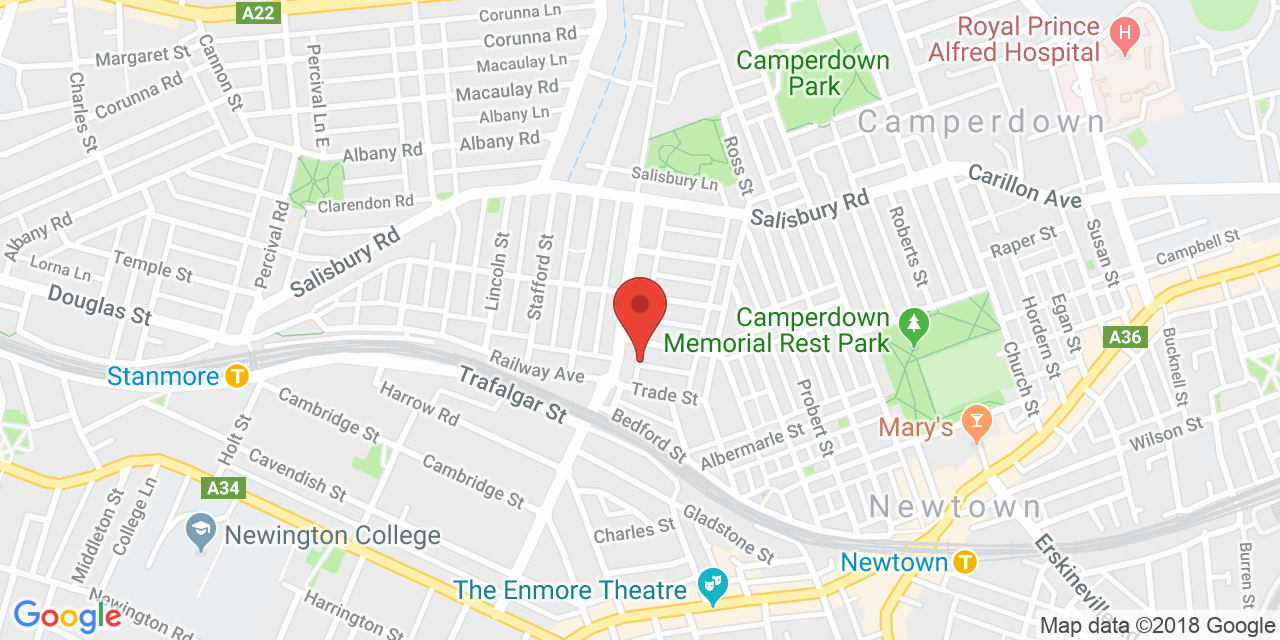 A22
Corunna Ln
Corunna Rd
Royal Prince
Alfred Hospital
H
Margaret St
Cannon St
Percival Ln E
Macaulay Ln
Camperdown
Park
Charles St
Corunna Rd
Macaulay Rd
Albany Ln
Camperdown
Albany Rd
Albany Rd
Ross St
Salisbury Ln
Carillon Ave
Clarendon Rd
Salisbury Rd
Albany Rd
Percival Rd
Salisbury Rd
Roberts St
Susan St
Raper St
Campbell St
Lorna Ln
Temple St
Lincoln St
Stafford St
Douglas St
Camperdown
Memorial Rest Park
Hordern St
Egan St
A36
Church St
Bucknell St
Stanmore
T
Railway Ave
Trafalgar St
Harrow Rd
Trade St
Probert St
Cambridge St
Bedford St
Mary's
Albermarle St
Wilson St
Holt St
Cavendish St
Cambridge St
A34
Middleton St
College Ln
Newtown
Newington College
Charles St
Gladstone St
Newtown
T
Erskineville
Burren St
The Enmore Theatre
Newington Rd
Harrington St
Google
Map data ©2018 Google